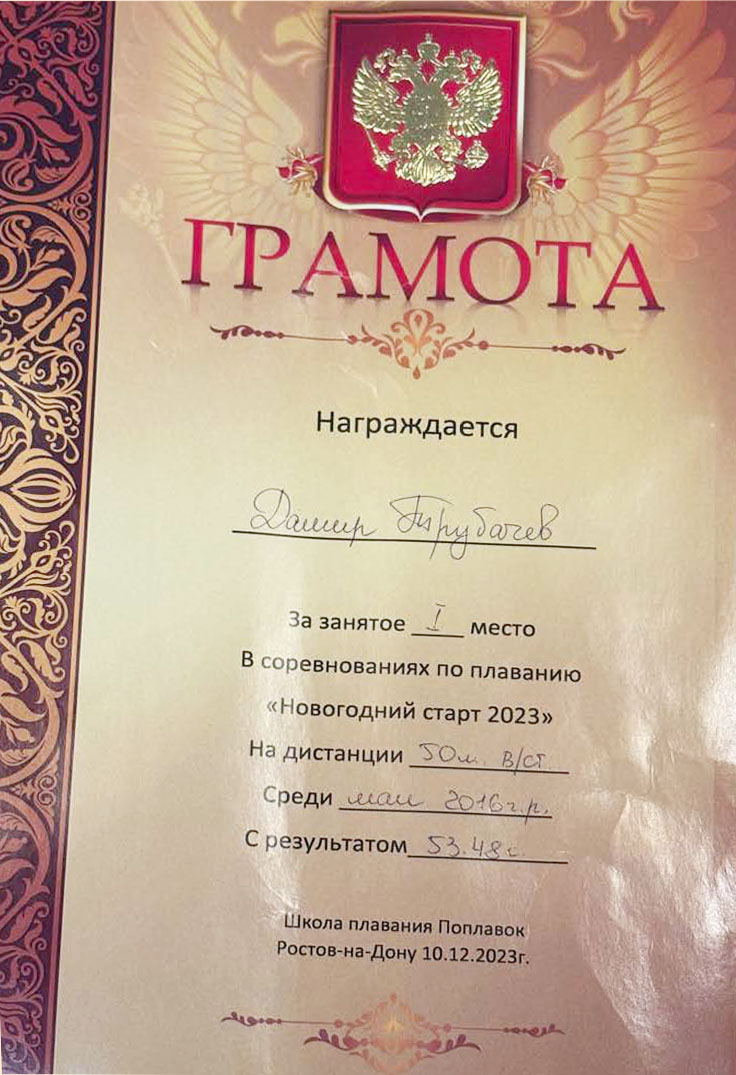 ГРАМОТА
Награждается
Дамир Трубачев
За занятое I место
В соревнованиях по плаванию
«Новогодний старт 2023»
На дистанции 50м. в/ст
Среди мал 2016г.р.
С результатом 53.48с.
Школа плавания Поплавок
Ростов-на-Дону 10.12.2023г.